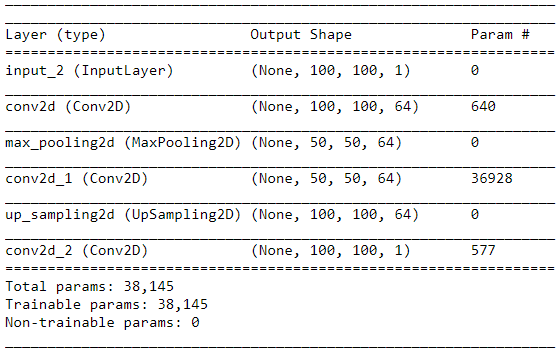 Layer (type) Output Shape Param #
input_2 (InputLayer) (None, 100, 100, 1) 0
conv2d (Conv2D) (None, 100, 100, 64) 640
max_pooling2d (MaxPooling2D) (None, 50, 50, 64) 0
conv2d_1 (Conv2D) (None, 50, 50, 64) 36928
up_sampling2d (UpSampling2D) (None, 100, 100, 64) 0
conv2d_2 (Conv2D) (None, 100, 100, 1) 577
Total params: 38,145
Trainable params: 38,145
Non-trainable params: 0